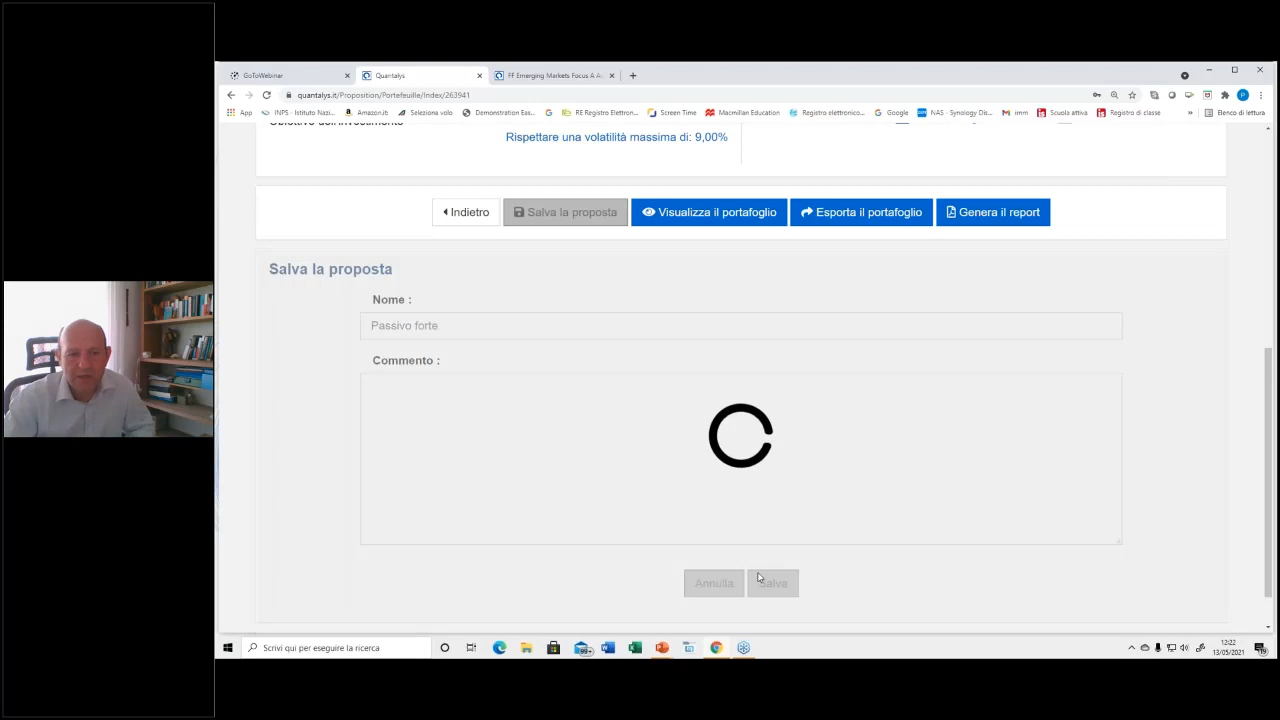 GoToWebinar
Quantalys
FF Emerging Markets Focus A A
quantalys.it/Proposition/Portefeuille/Index/263941
App
INPS - Istituto Nazi...
Amazon.it
Seleziona volo
Demonstration Eas...
RE Registro Elettron...
Screen Time
Macmillan Education
Registro elettronico...
Google
NAS - Synology Dis...
imm
Scuola attiva
Registro di classe
»
Elenco di lettura
Obiettivo dell'investimento
Rispettare una volatilità massima di: 9,00%
Indietro
Salva la proposta
Visualizza il portafoglio
Esporta il portafoglio
Genera il report
Salva la proposta
Nome :
Passivo forte
Commento :
Annulla
Salva
Scrivi qui per eseguire la ricerca
99+
12:22
13/05/2021